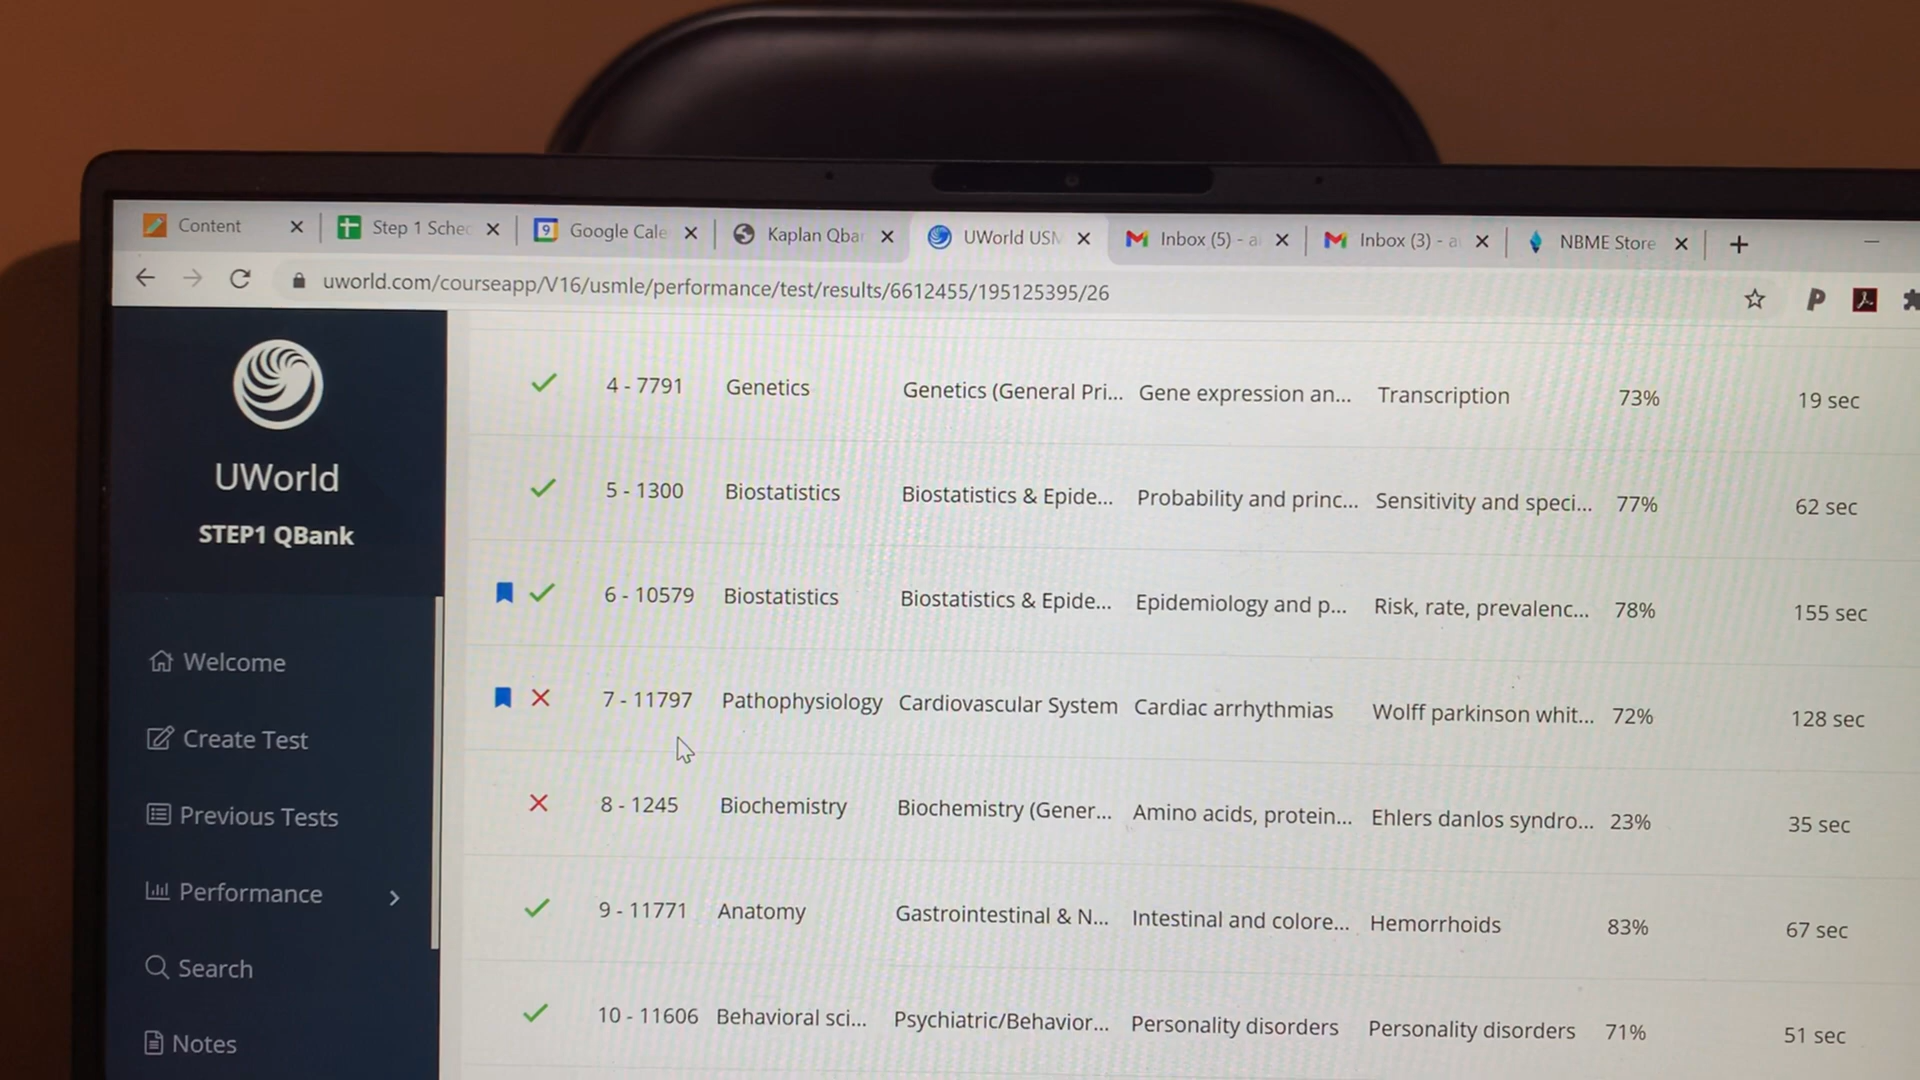 Content
Step 1 Sche
Google Cale
Kaplan Qba
UWorld USM
Inbox (5) - a
Inbox (3) - a
NBME Store
uworld.com/courseapp/V16/usmle/performance/test/results/6612455/195125395/26
UWorld
STEP1 QBank
Welcome
Create Test
Previous Tests
Performance
Search
Notes
4 - 7791 Genetics Genetics (General Pri... Gene expression an... Transcription 73% 19 sec
5 - 1300 Biostatistics Biostatistics & Epide... Probability and princ... Sensitivity and speci... 77% 62 sec
6 - 10579 Biostatistics Biostatistics & Epide... Epidemiology and p... Risk, rate, prevalenc... 78% 155 sec
7 - 11797 Pathophysiology Cardiovascular System Cardiac arrhythmias Wolff parkinson whit... 72% 128 sec
8 - 1245 Biochemistry Biochemistry (Gener... Amino acids, protein... Ehlers danlos syndro... 23% 35 sec
9 - 11771 Anatomy Gastrointestinal & N... Intestinal and colore... Hemorrhoids 83% 67 sec
10 - 11606 Behavioral sci... Psychiatric/Behavior... Personality disorders Personality disorders 71% 51 sec